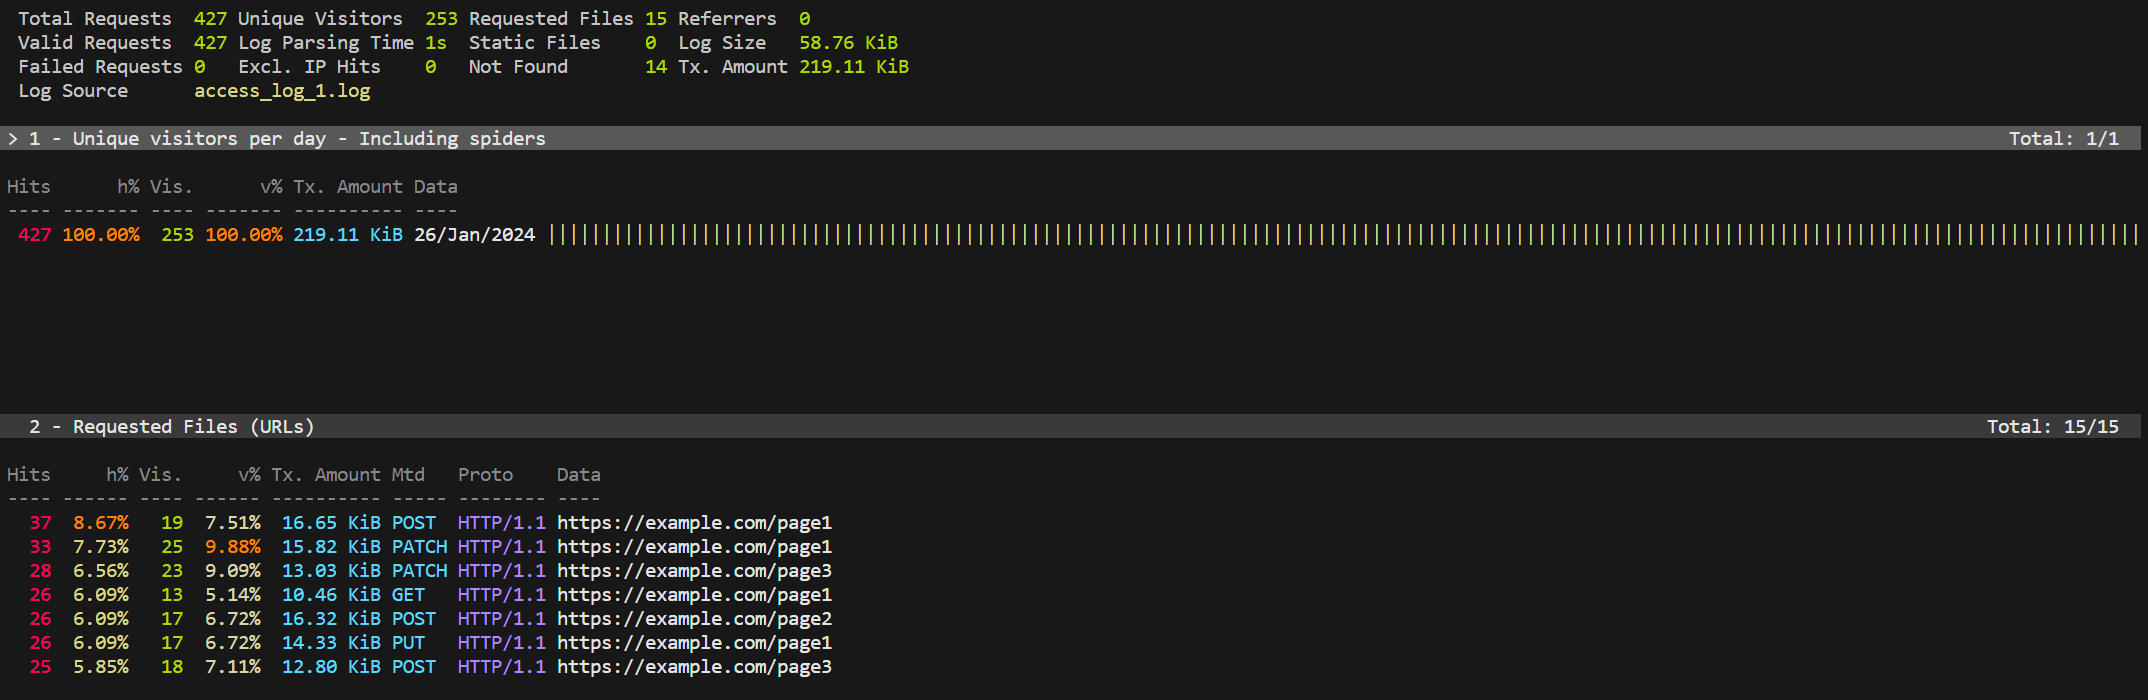 Total Requests 427 Unique Visitors 253 Requested Files 15 Referrers 0
Valid Requests 427 Log Parsing Time 1s Static Files 0 Log Size 58.76 KiB
Failed Requests 0 Excl. IP Hits 0 Not Found 14 Tx. Amount 219.11 KiB
Log Source access_log_1.log
> 1 - Unique visitors per day - Including spiders Total: 1/1
Hits h% Vis. v% Tx. Amount Data
---- ------- ---- ------- ---------- ----
427 100.00% 253 100.00% 219.11 KiB 26/Jan/2024
2 - Requested Files (URLs) Total: 15/15
Hits h% Vis. v% Tx. Amount Mtd Proto Data
---- ------ ---- ------ ---------- ----- -------- ----
37 8.67% 19 7.51% 16.65 KiB POST HTTP/1.1 https://example.com/page1
33 7.73% 25 9.88% 15.82 KiB PATCH HTTP/1.1 https://example.com/page1
28 6.56% 23 9.09% 13.03 KiB PATCH HTTP/1.1 https://example.com/page3
26 6.09% 13 5.14% 10.46 KiB GET HTTP/1.1 https://example.com/page1
26 6.09% 17 6.72% 16.32 KiB POST HTTP/1.1 https://example.com/page2
26 6.09% 17 6.72% 14.33 KiB PUT HTTP/1.1 https://example.com/page1
25 5.85% 18 7.11% 12.80 KiB POST HTTP/1.1 https://example.com/page3